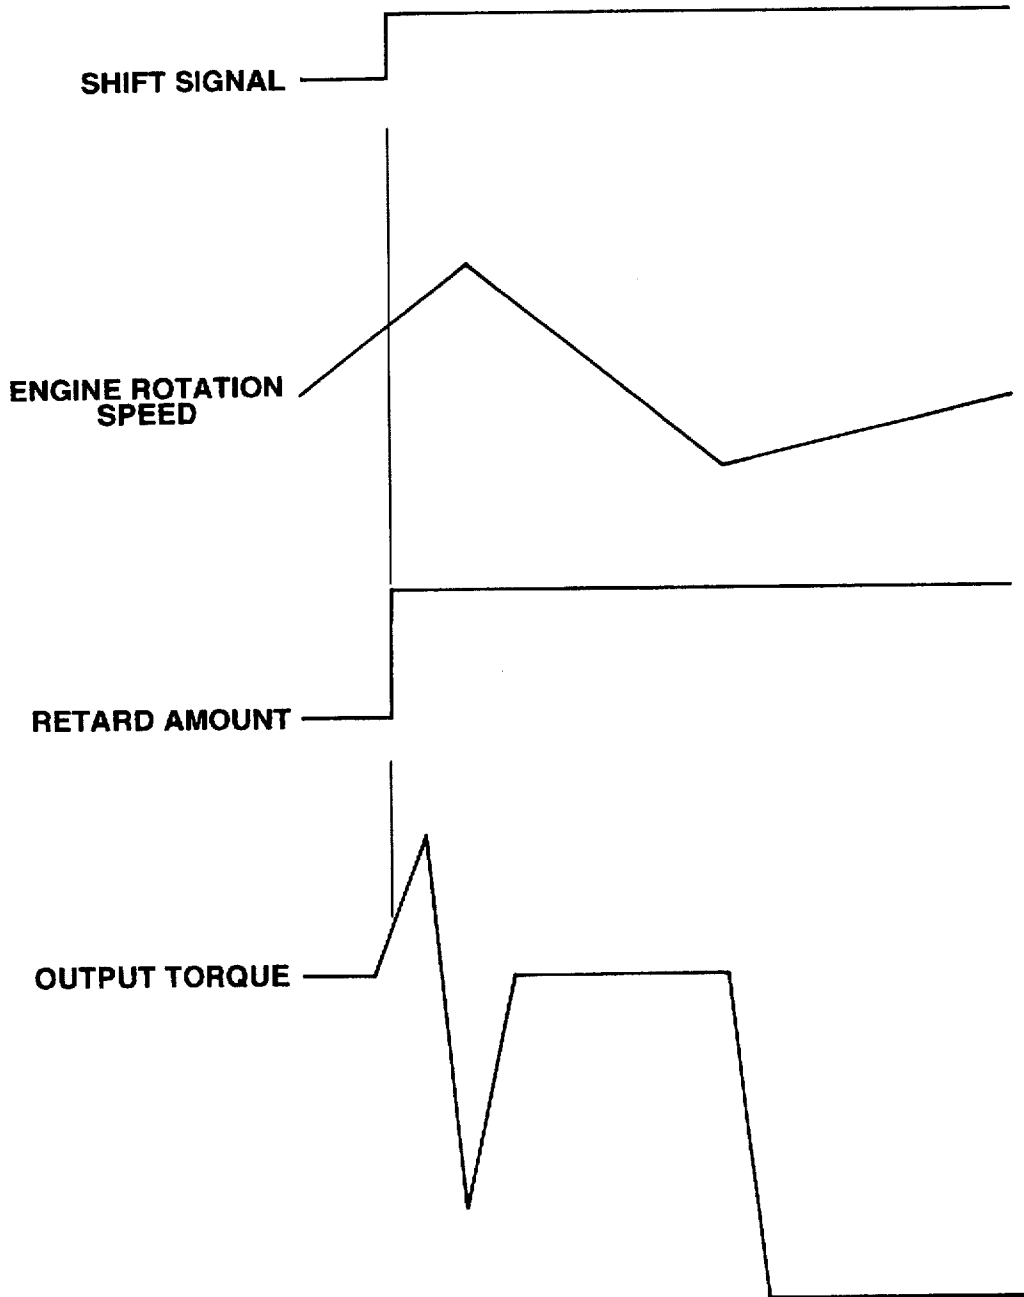 SHIFT SIGNAL
ENGINE ROTATION
SPEED
RETARD AMOUNT
OUTPUT TORQUE